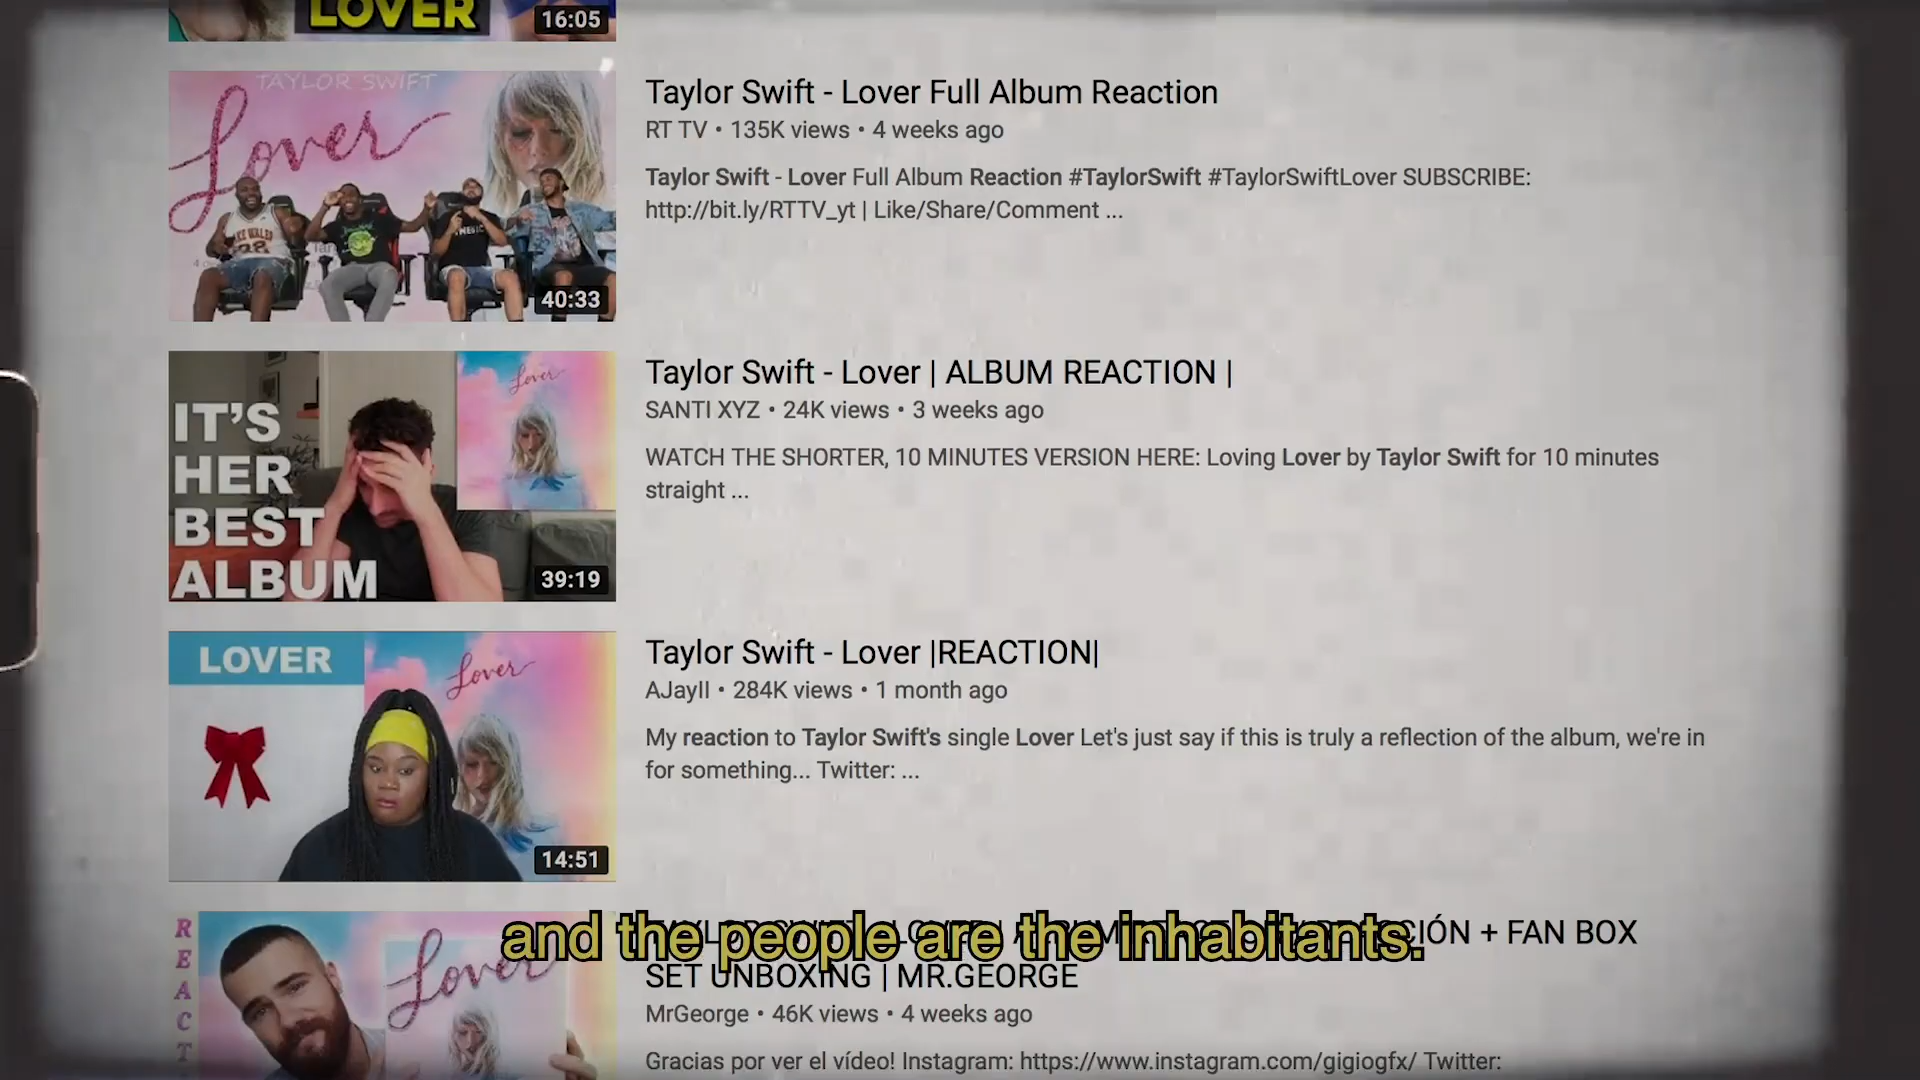 LOVER
16:05
TAYLOR SWIFT
Lover
40:33
Taylor Swift - Lover Full Album Reaction
RT TV • 135K views • 4 weeks ago
Taylor Swift - Lover Full Album Reaction #TaylorSwift #TaylorSwiftLover SUBSCRIBE:
http://bit.ly/RTTV_yt | Like/Share/Comment ...
Lover
IT'S
HER
BEST
ALBUM
39:19
Taylor Swift - Lover | ALBUM REACTION |
SANTI XYZ • 24K views • 3 weeks ago
WATCH THE SHORTER, 10 MINUTES VERSION HERE: Loving Lover by Taylor Swift for 10 minutes
straight ...
LOVER
Lover
14:51
Taylor Swift - Lover |REACTION|
AJayII • 284K views • 1 month ago
My reaction to Taylor Swift's single Lover Let's just say if this is truly a reflection of the album, we're in
for something... Twitter: ...
REACT
Lover
+ FAN BOX
SET UNBOXING | MR.GEORGE
MrGeorge • 46K views • 4 weeks ago
Gracias por ver el vídeo! Instagram: https://www.instagram.com/gigiogfx/ Twitter:
and the people are the inhabitants.